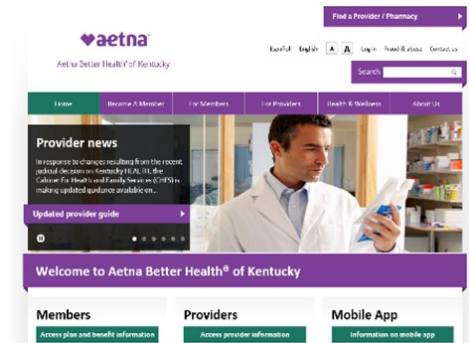 Find a Provider / Pharmacy
aetna
Aetna Better Health® of Kentucky
Español English A A Log in Fraud & abuse Contact us
Search
Home Become A Member For Members For Providers Health & Wellness About Us
Provider news
In response to changes resulting from the recent
judicial decision on Kentucky HEALTH, the
Cabinet for Health and Family Services (CHFS) is
making updated guidance available on...
Updated provider guide
Welcome to Aetna Better Health® of Kentucky
Members Providers Mobile App
Access plan and benefit information Access provider information Information on mobile app